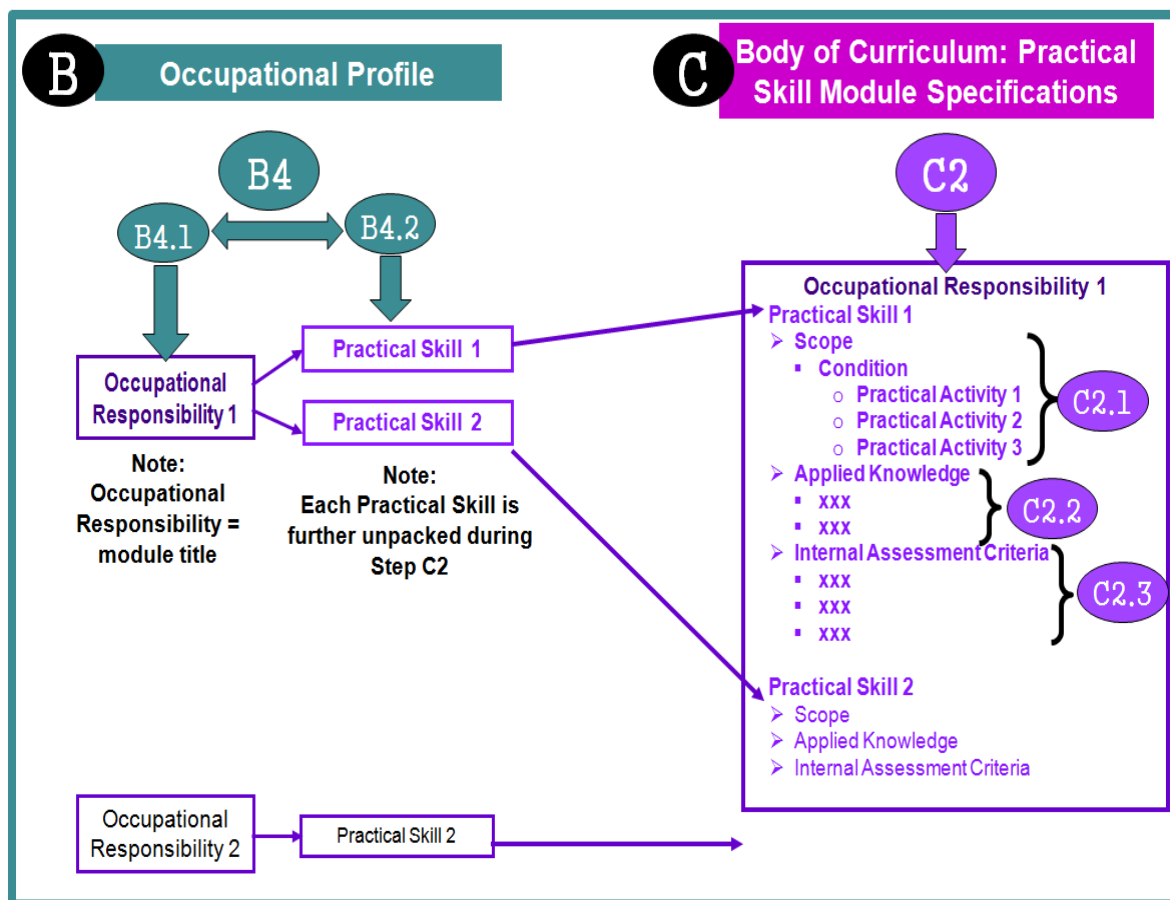 B
Occupational Profile
C
Body of Curriculum: Practical
Skill Module Specifications
B4
B4.1
B4.2
C2
Practical Skill 1
Occupational
Responsibility 1
Practical Skill 2
Note:
Occupational
Responsibility =
module title
Note:
Each Practical Skill is
further unpacked during
Step C2
Occupational Responsibility 1
Practical Skill 1
➢ Scope
▪ Condition
o Practical Activity 1
o Practical Activity 2
o Practical Activity 3
C2.1
➢ Applied Knowledge
▪ xxx
▪ xxx
C2.2
➢ Internal Assessment Criteria
▪ xxx
▪ xxx
▪ xxx
C2.3
Practical Skill 2
➢ Scope
➢ Applied Knowledge
➢ Internal Assessment Criteria
Occupational
Responsibility 2
Practical Skill 2